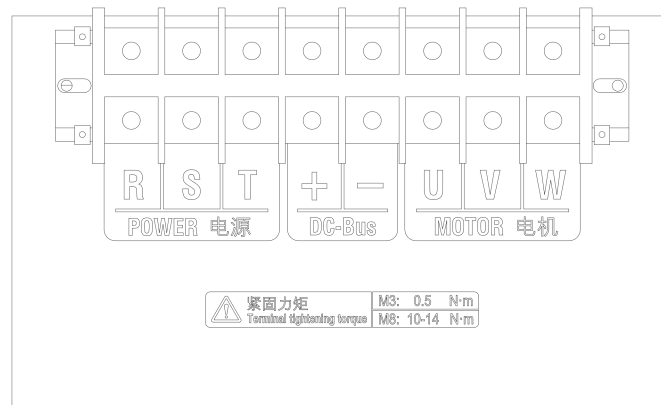 R S T + - U V W
POWER 电源 DC-Bus MOTOR 电机
紧固力矩 M3: 0.5 N·m
Terminal tightening torque M8: 10-14 N·m